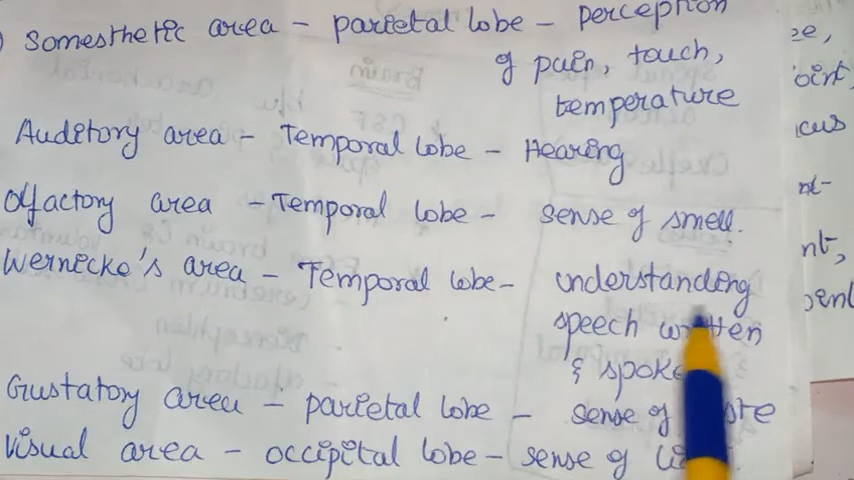 Somesthetic area - parietal lobe - perception
of pain, touch,
temperature
Auditory area - Temporal lobe - Hearing
Olfactory area - Temporal lobe - sense of smell.
Wernecke's area - Temporal lobe - understanding
speech written
& spoke
Gustatory area - parietal lobe - sense of
visual area - occipital lobe - sense of